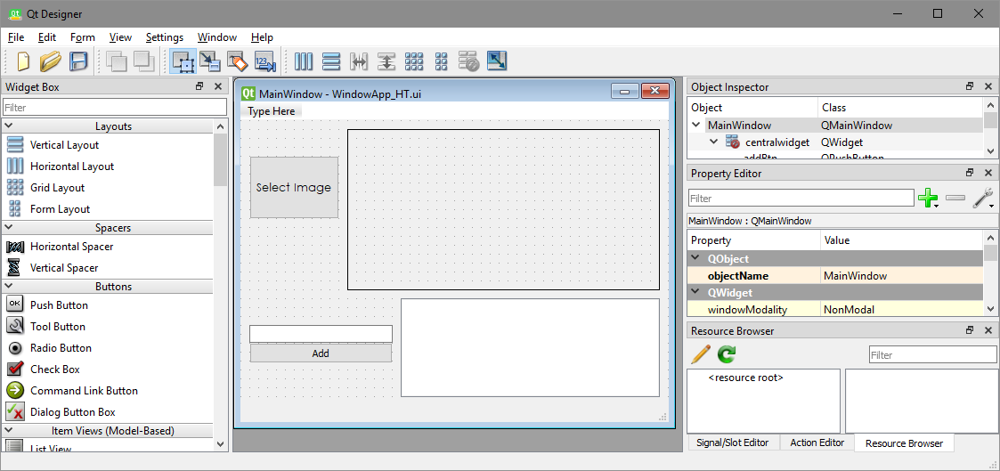 Qt Designer
File Edit Form View Settings Window Help
Widget Box
Filter
Layouts
Vertical Layout
Horizontal Layout
Grid Layout
Form Layout
Spacers
Horizontal Spacer
Vertical Spacer
Buttons
OK Push Button
Tool Button
Radio Button
Check Box
Command Link Button
Dialog Button Box
Item Views (Model-Based)
List View
Qt MainWindow - WindowApp_HT.ui
Type Here
Select Image
Add
Object Inspector
Object Class
MainWindow QMainWindow
centralwidget QWidget
addBtn QPushButton
Property Editor
Filter
MainWindow : QMainWindow
Property Value
QObject
objectName MainWindow
QWidget
windowModality NonModal
Resource Browser
Filter
<resource root>
Signal/Slot Editor Action Editor Resource Browser